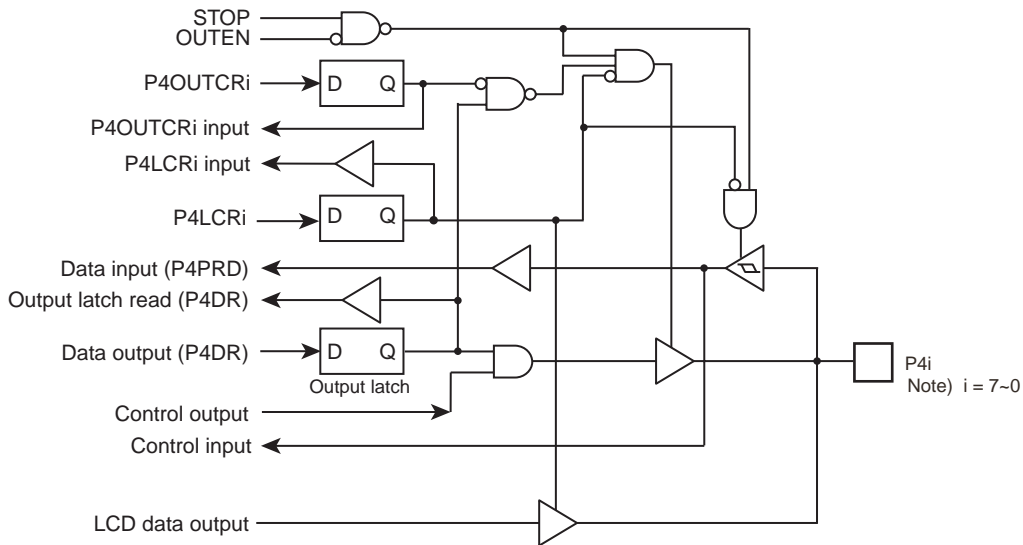 STOP
OUTEN
P4OUTCRi
D Q
P4OUTCRi input
P4LCRi input
P4LCRi
D Q
Data input (P4PRD)
Output latch read (P4DR)
Data output (P4DR)
D Q
Output latch
P4i
Note) i = 7~0
Control output
Control input
LCD data output